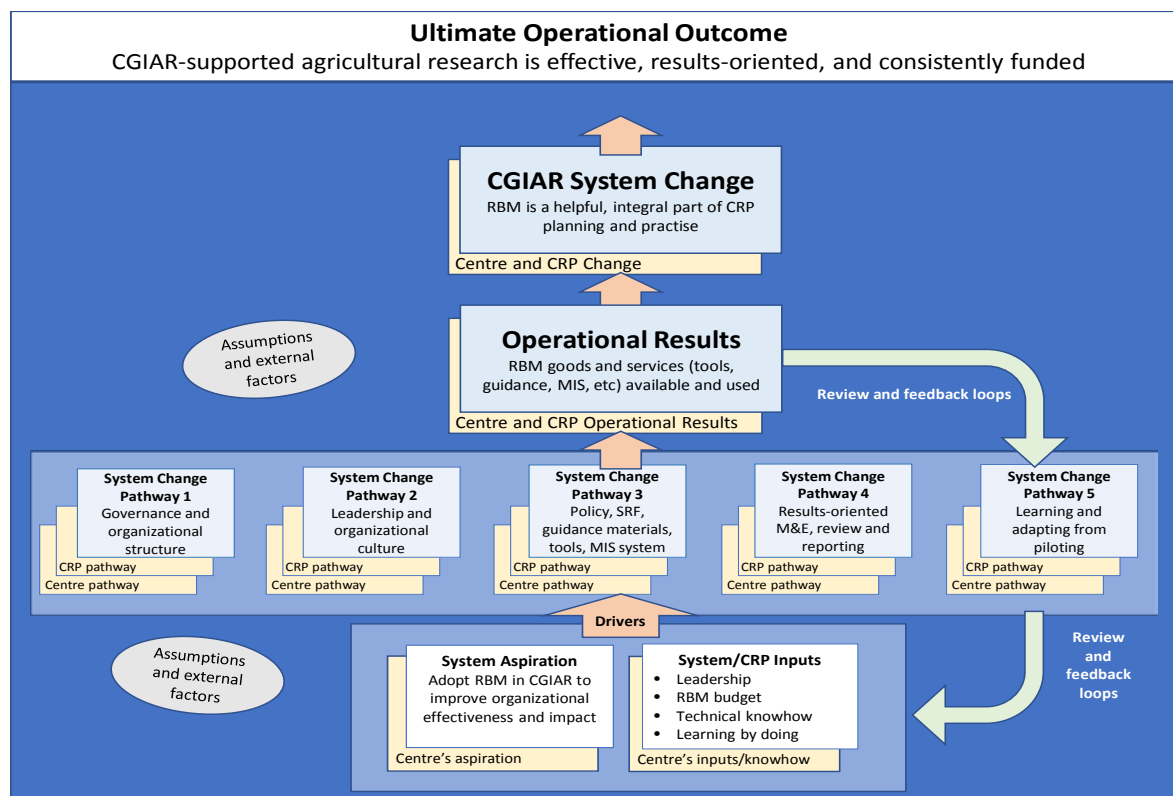 Ultimate Operational Outcome
CGIAR-supported agricultural research is effective, results-oriented, and consistently funded
CGIAR System Change
RBM is a helpful, integral part of CRP
planning and practise
Centre and CRP Change
Assumptions
and external
factors
Operational Results
RBM goods and services (tools,
guidance, MIS, etc) available and used
Centre and CRP Operational Results
Review and feedback loops
System Change
Pathway 1
Governance and
organizational
structure
CRP pathway
Centre pathway
System Change
Pathway 2
Leadership and
organizational
culture
CRP pathway
Centre pathway
System Change
Pathway 3
Policy, SRF,
guidance materials,
tools, MIS system
CRP pathway
Centre pathway
System Change
Pathway 4
Results-oriented
M&E, review and
reporting
CRP pathway
Centre pathway
System Change
Pathway 5
Learning and
adapting from
piloting
CRP pathway
Centre pathway
Drivers
Assumptions
and external
factors
System Aspiration
Adopt RBM in CGIAR to
improve organizational
effectiveness and impact
Centre's aspiration
System/CRP Inputs
• Leadership
• RBM budget
• Technical knowhow
• Learning by doing
Centre's inputs/knowhow
Review
and
feedback
loops